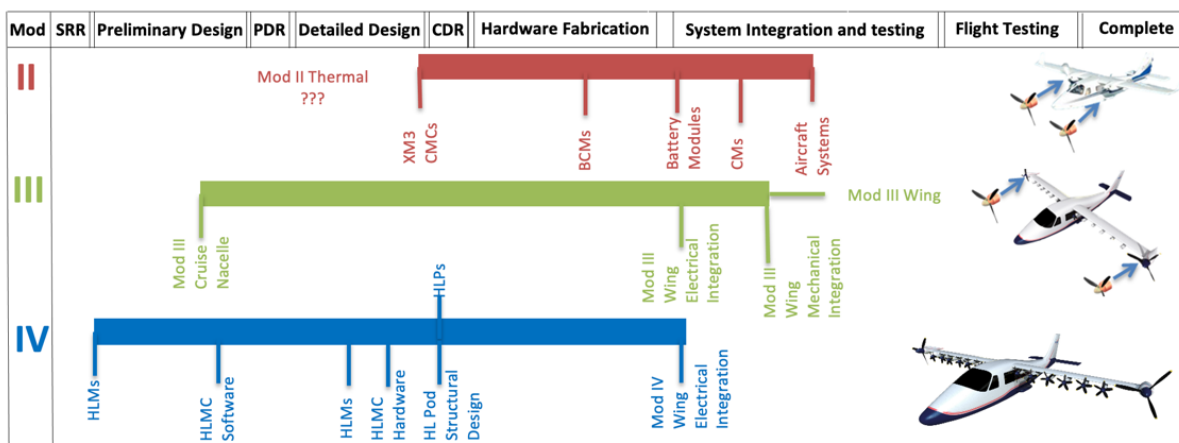 Mod SRR Preliminary Design PDR Detailed Design CDR Hardware Fabrication System Integration and testing Flight Testing Complete
II
Mod II Thermal
???
XM3
CMCs
BCMs
Battery
Modules
CMs
Aircraft
Systems
III
Mod III Wing
Mod III
Cruise
Nacelle
Mod III
Wing
Electrical
Integration
Mod III
Wing
Mechanical
Integration
IV
HLPs
HLMs
HLMC
Software
HLMs
HLMC
Hardware
HL Pod
Structural
Design
Mod IV
Wing
Electrical
Integration